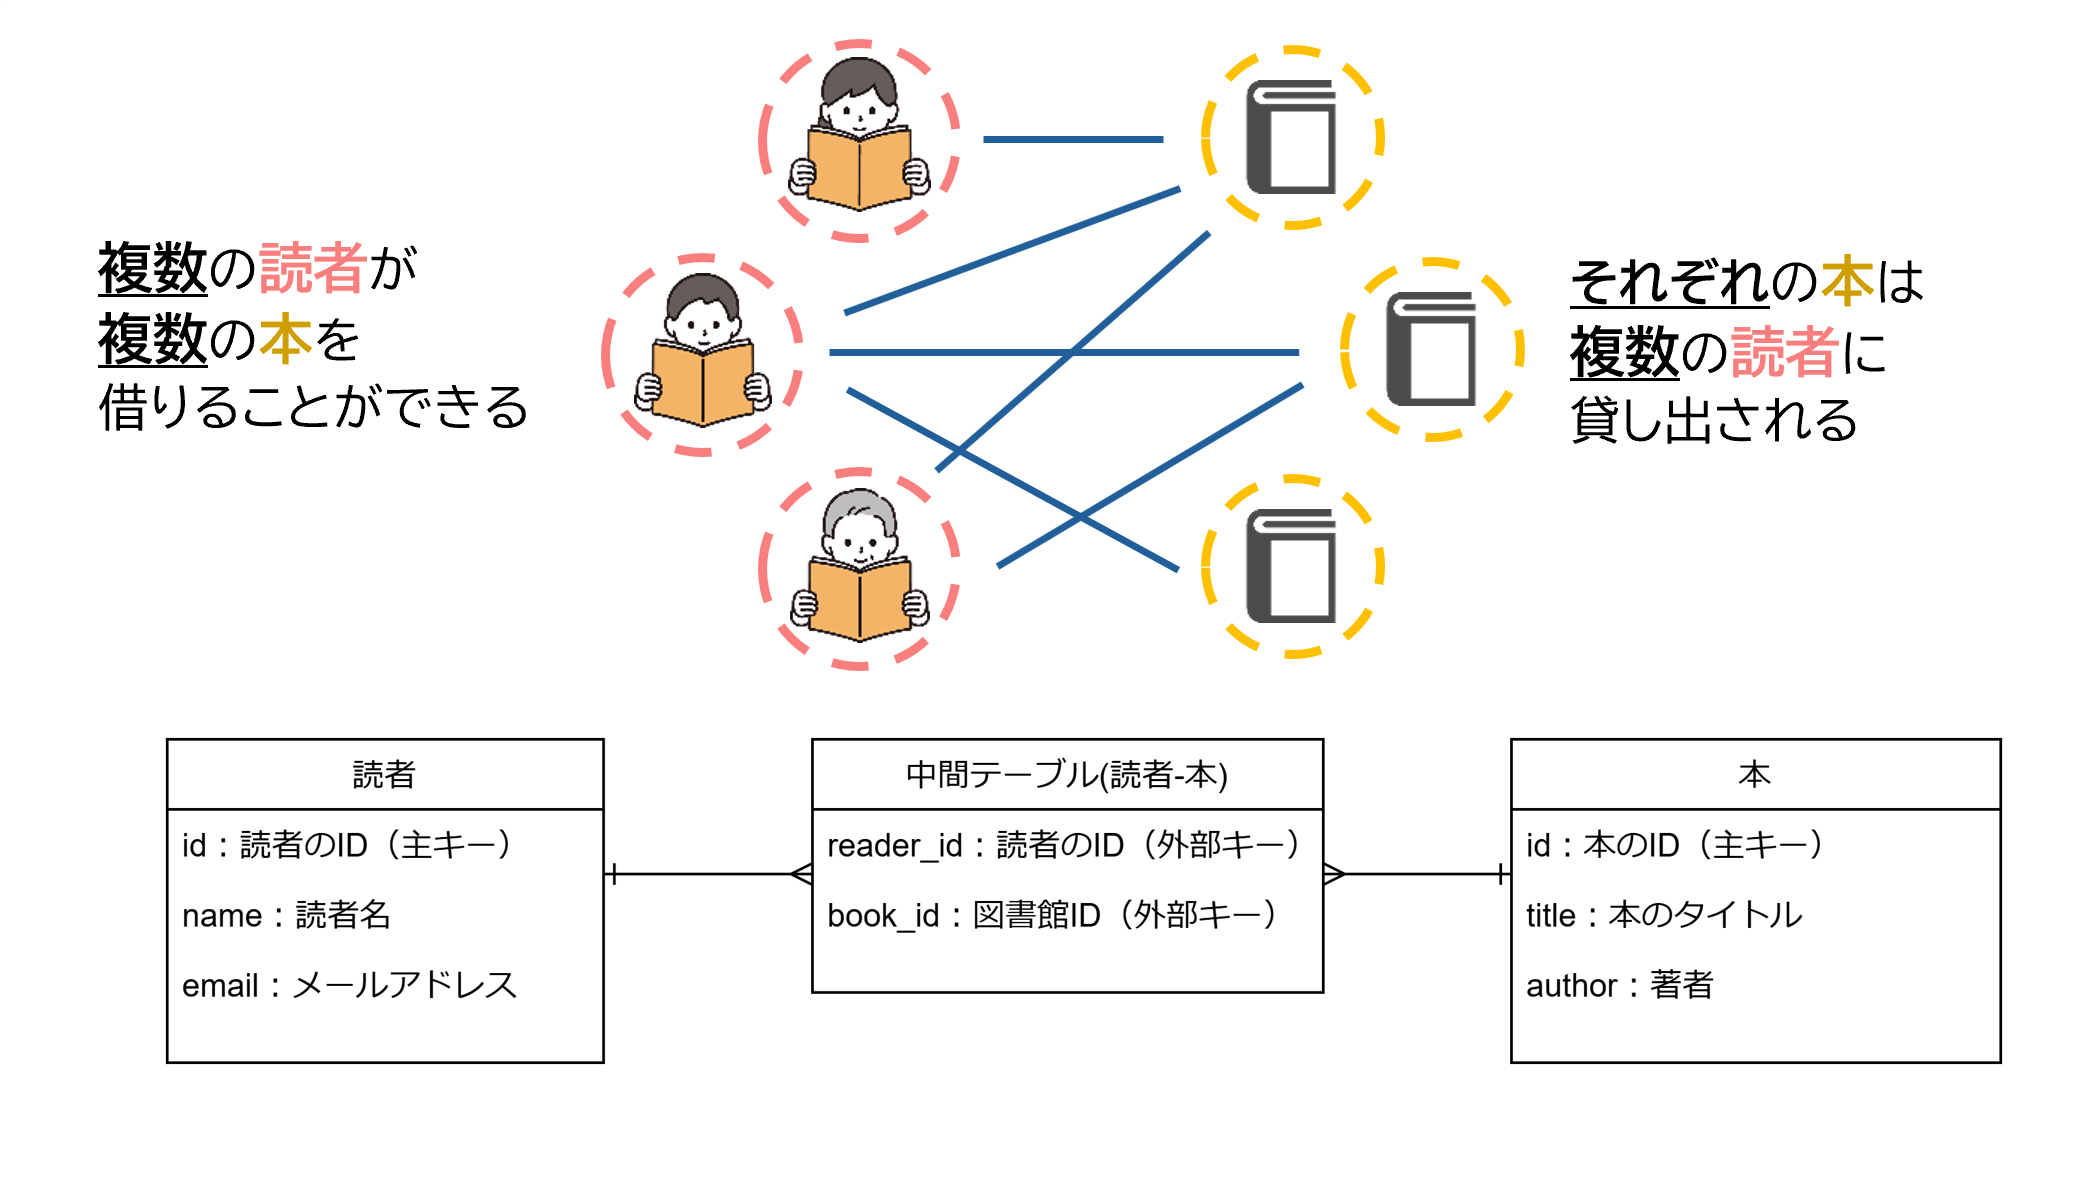 複数の読者が
複数の本を
借りることができる
それぞれの本は
複数の読者に
貸し出される
読者
id：読者のID（主キー）
name：読者名
email：メールアドレス
中間テーブル(読者-本)
reader_id：読者のID（外部キー）
book_id：図書館ID（外部キー）
本
id：本のID（主キー）
title：本のタイトル
author：著者